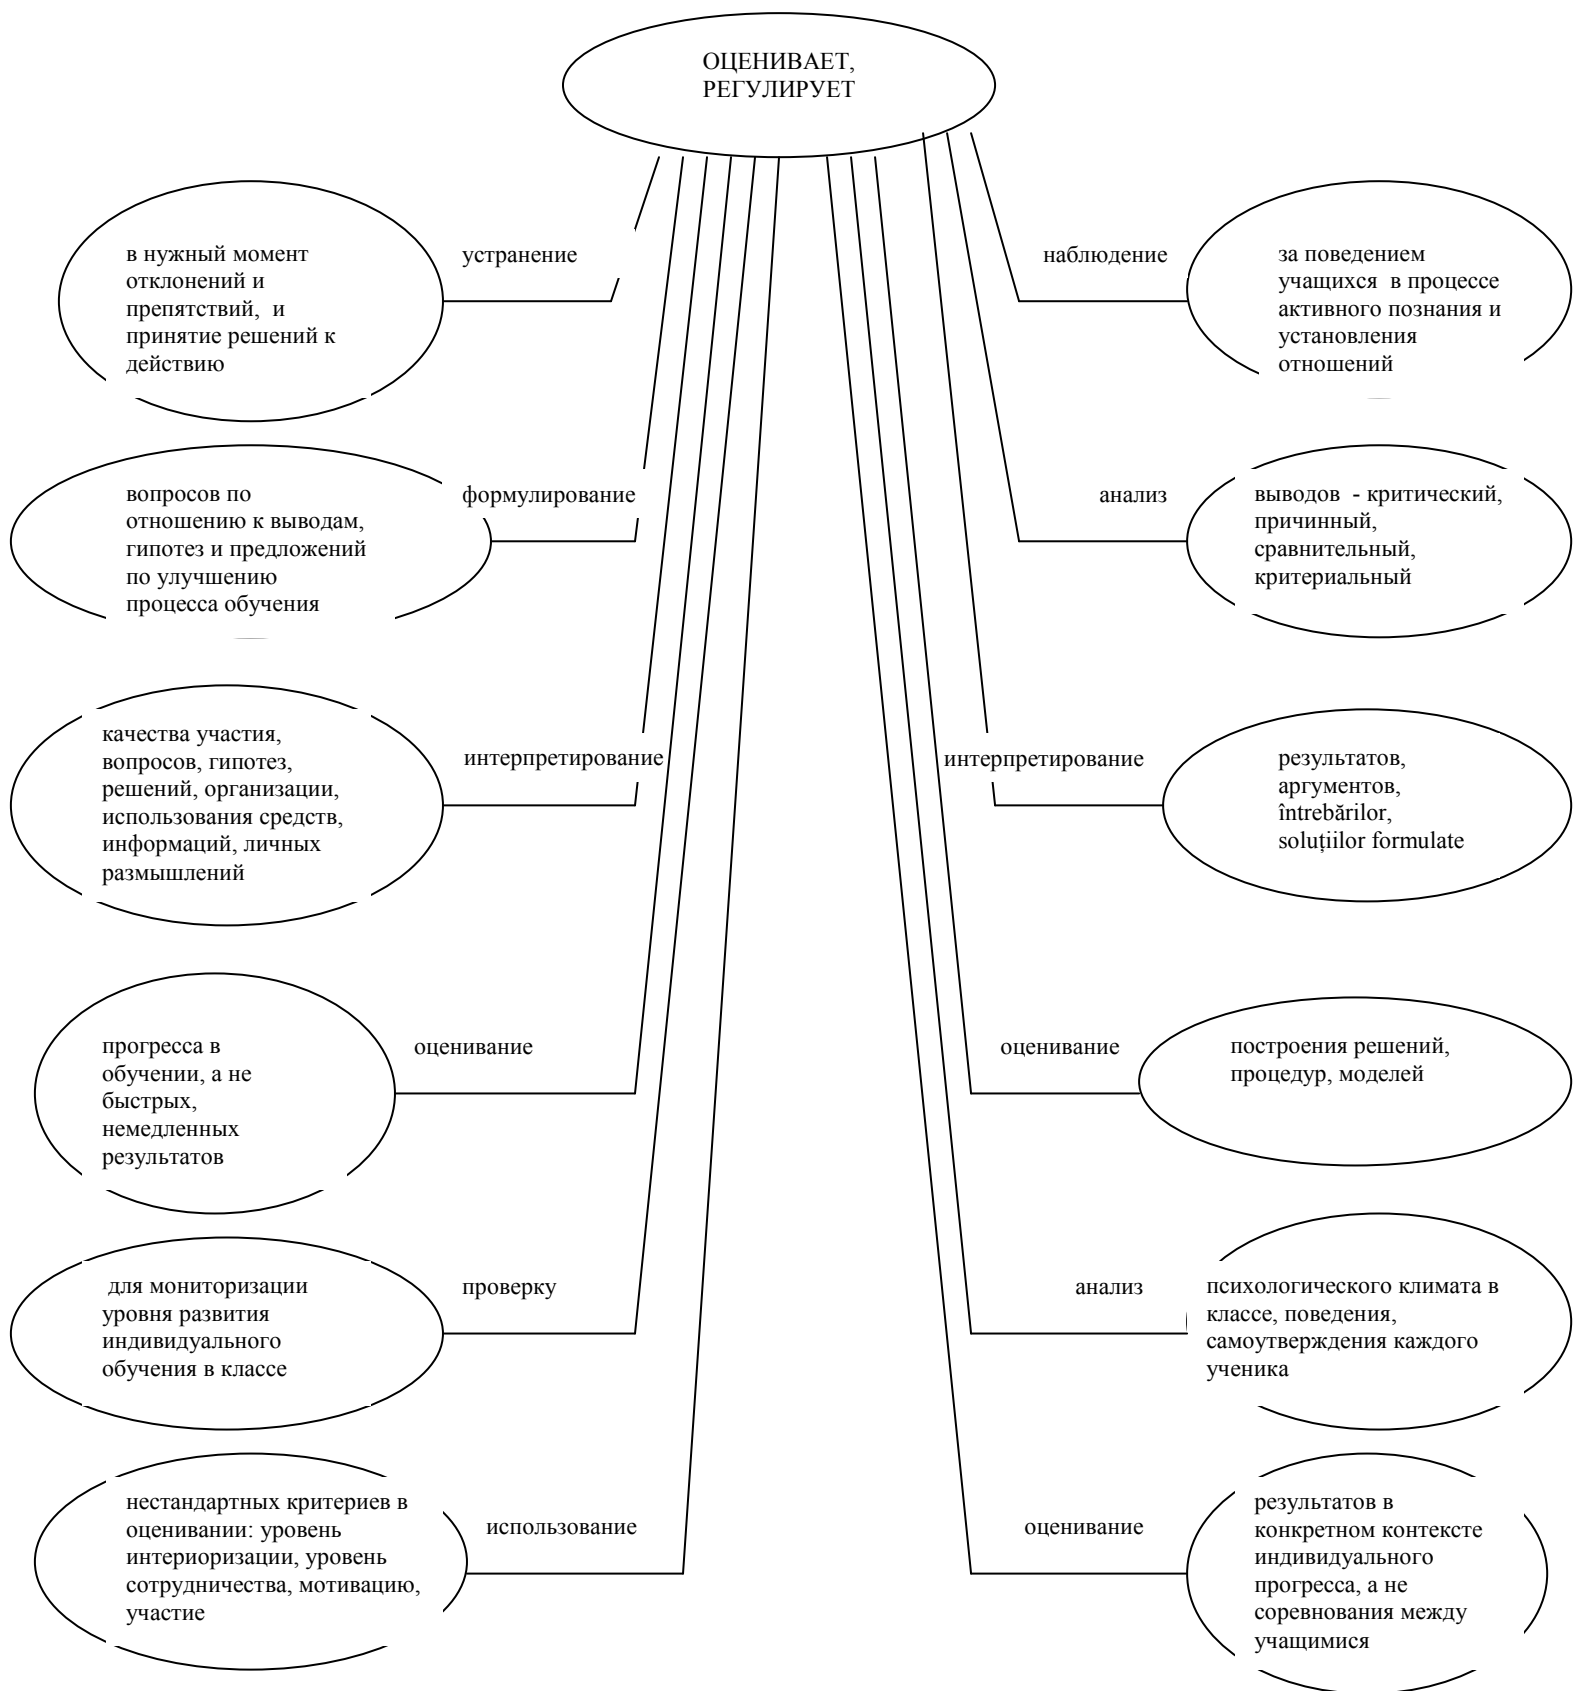 ОЦЕНИВАЕТ,
РЕГУЛИРУЕТ
в нужный момент
отклонений и
препятствий, и
принятие решений к
действию
устранение
наблюдение
за поведением
учащихся в процессе
активного познания и
установления
отношений
вопросов по
отношению к выводам,
гипотез и предложений
по улучшению
процесса обучения
формулирование
анализ
выводов - критический,
причинный,
сравнительный,
критериальный
качества участия,
вопросов, гипотез,
решений, организации,
использования средств,
информаций, личных
размышлений
интерпретирование
интерпретирование
результатов,
аргументов,
întrebărilor,
soluțiilor formulate
прогресса в
обучении, а не
быстрых,
немедленных
результатов
оценивание
оценивание
построения решений,
процедур, моделей
для мониторизации
уровня развития
индивидуального
обучения в классе
проверку
анализ
психологического климата в
классе, поведения,
самоутверждения каждого
ученика
нестандартных критериев в
оценивании: уровень
интериоризации, уровень
сотрудничества, мотивацию,
участие
использование
оценивание
результатов в
конкретном контексте
индивидуального
прогресса, а не
соревнования между
учащимися